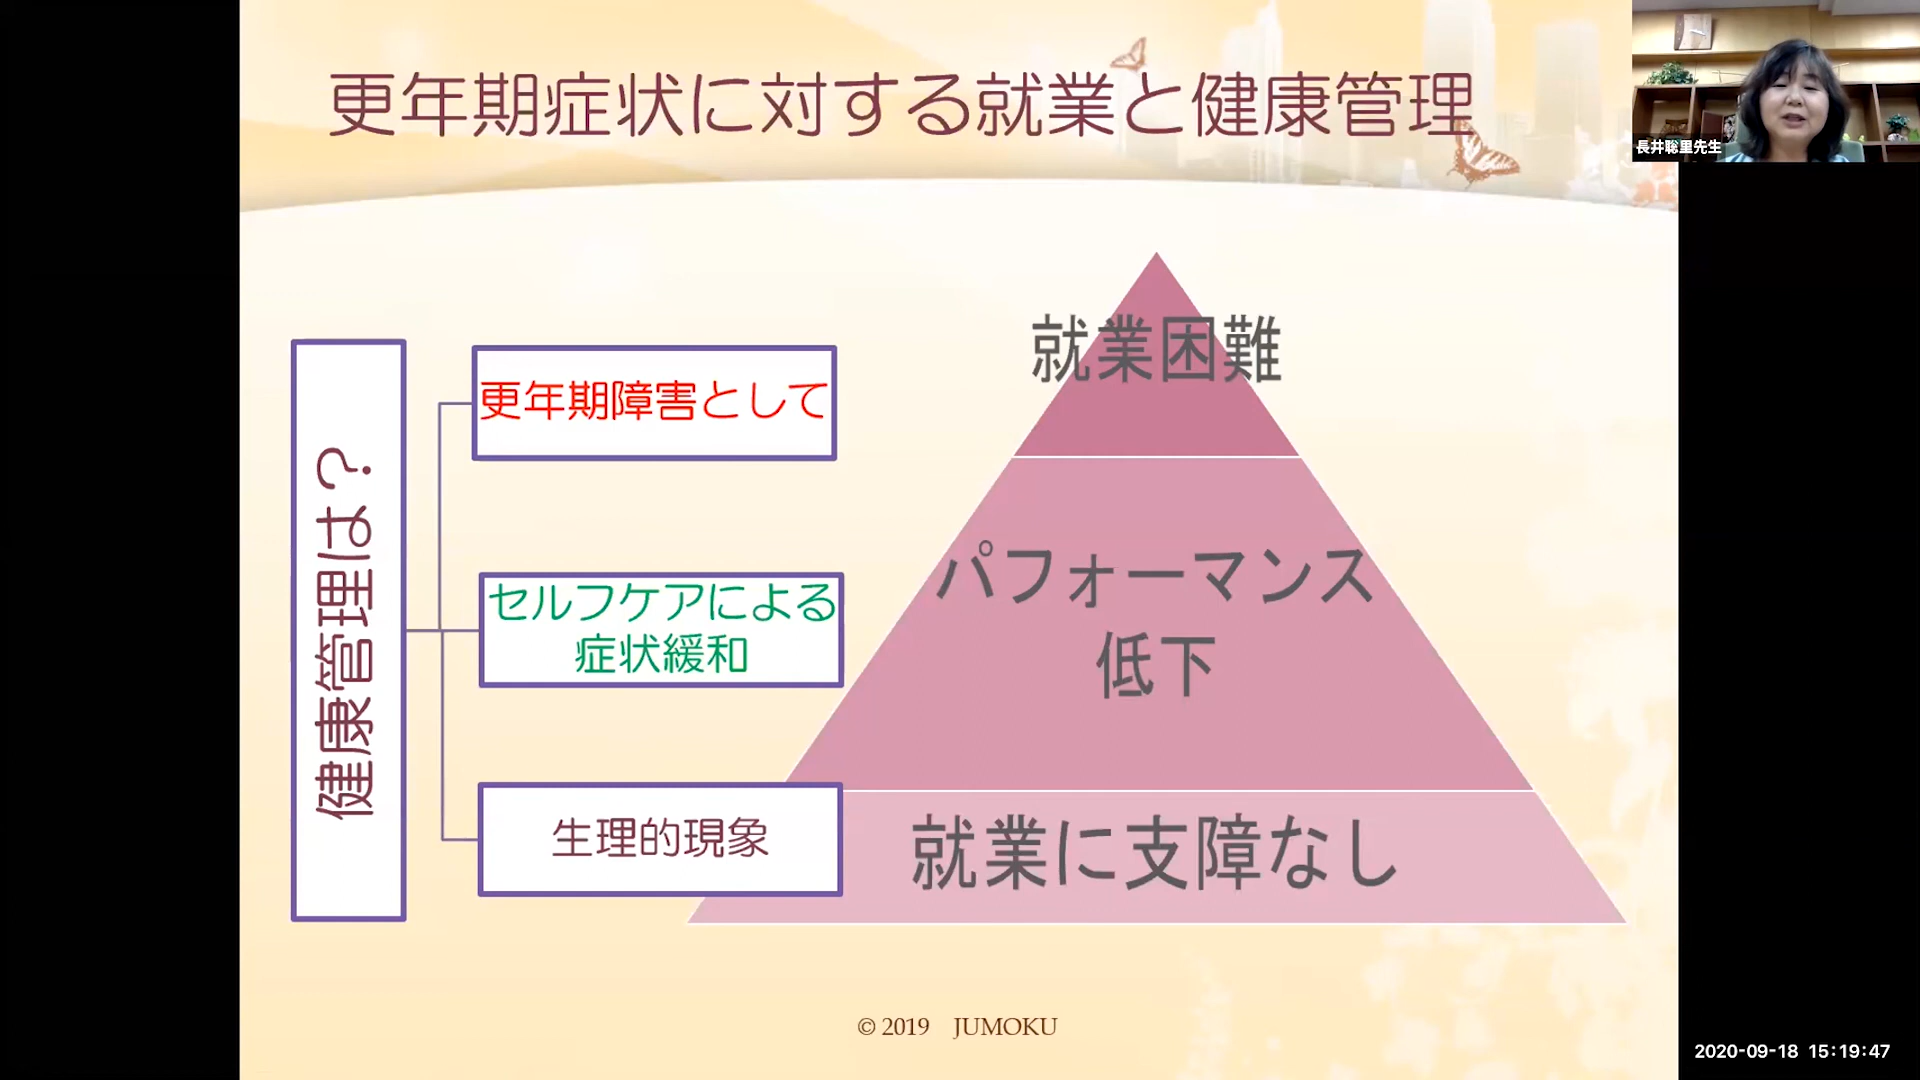 更年期症状に対する就業と健康管理
長井聡里先生
健康管理は？
更年期障害として
セルフケアによる
症状緩和
生理的現象
就業困難
パフォーマンス
低下
就業に支障なし
© 2019 JUMOKU
2020-09-18 15:19:47